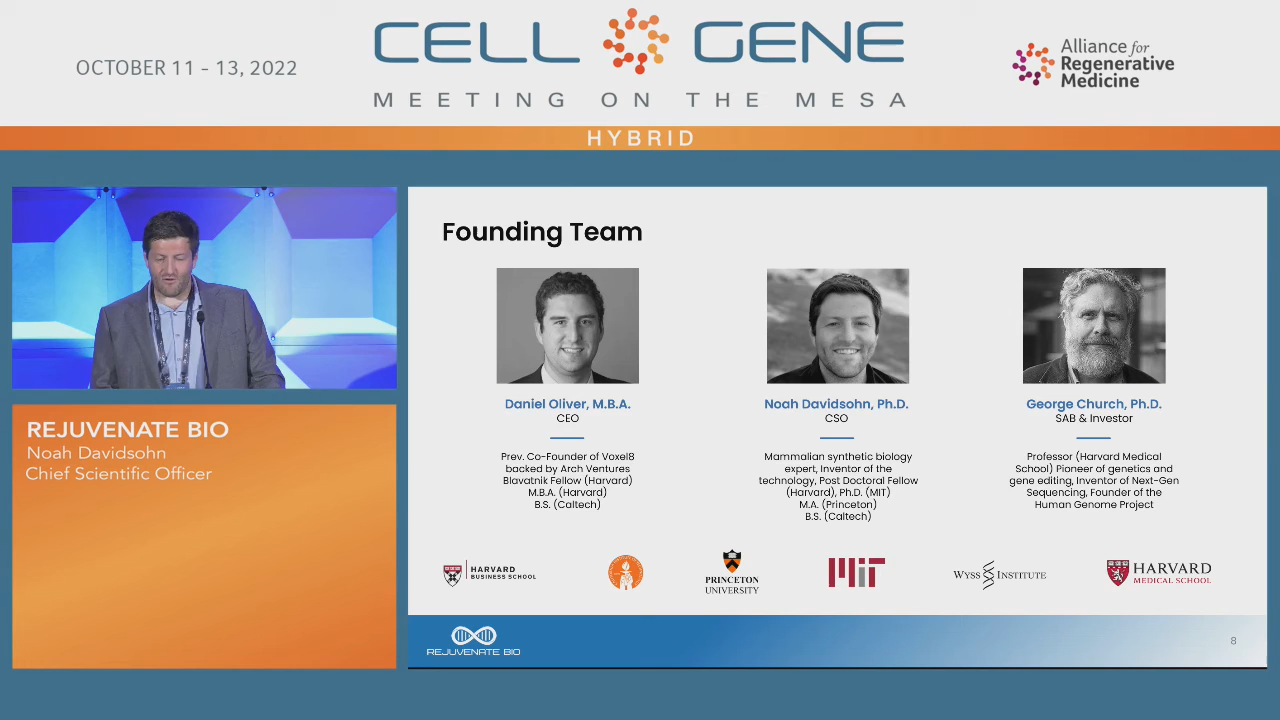 OCTOBER 11 - 13, 2022
CELL GENE
MEETING ON THE MESA
Alliance for
Regenerative
Medicine
HYBRID
REJUVENATE BIO
Noah Davidsohn
Chief Scientific Officer
Founding Team
Daniel Oliver, M.B.A.
CEO
Prev. Co-Founder of Voxel8
backed by Arch Ventures
Blavatnik Fellow (Harvard)
M.B.A. (Harvard)
B.S. (Caltech)
Noah Davidsohn, Ph.D.
CSO
Mammalian synthetic biology
expert, Invenor of the
technology, Post Doctoral Fellow
(Harvard), Ph.D. (MIT)
M.A. (Princeton)
B.S. (Caltech)
George Church, Ph.D.
SAB & Investor
Professor (Harvard Medical
School) Pioneer of genetics and
gene editing, Inventor of Next-Gen
Sequencing, Founder of the
Human Genome Project
HARVARD
BUSINESS SCHOOL
PRINCETON
UNIVERSITY
MIT
WYSS INSTITUTE
HARVARD
MEDICAL SCHOOL
REJUVENATE BIO
8